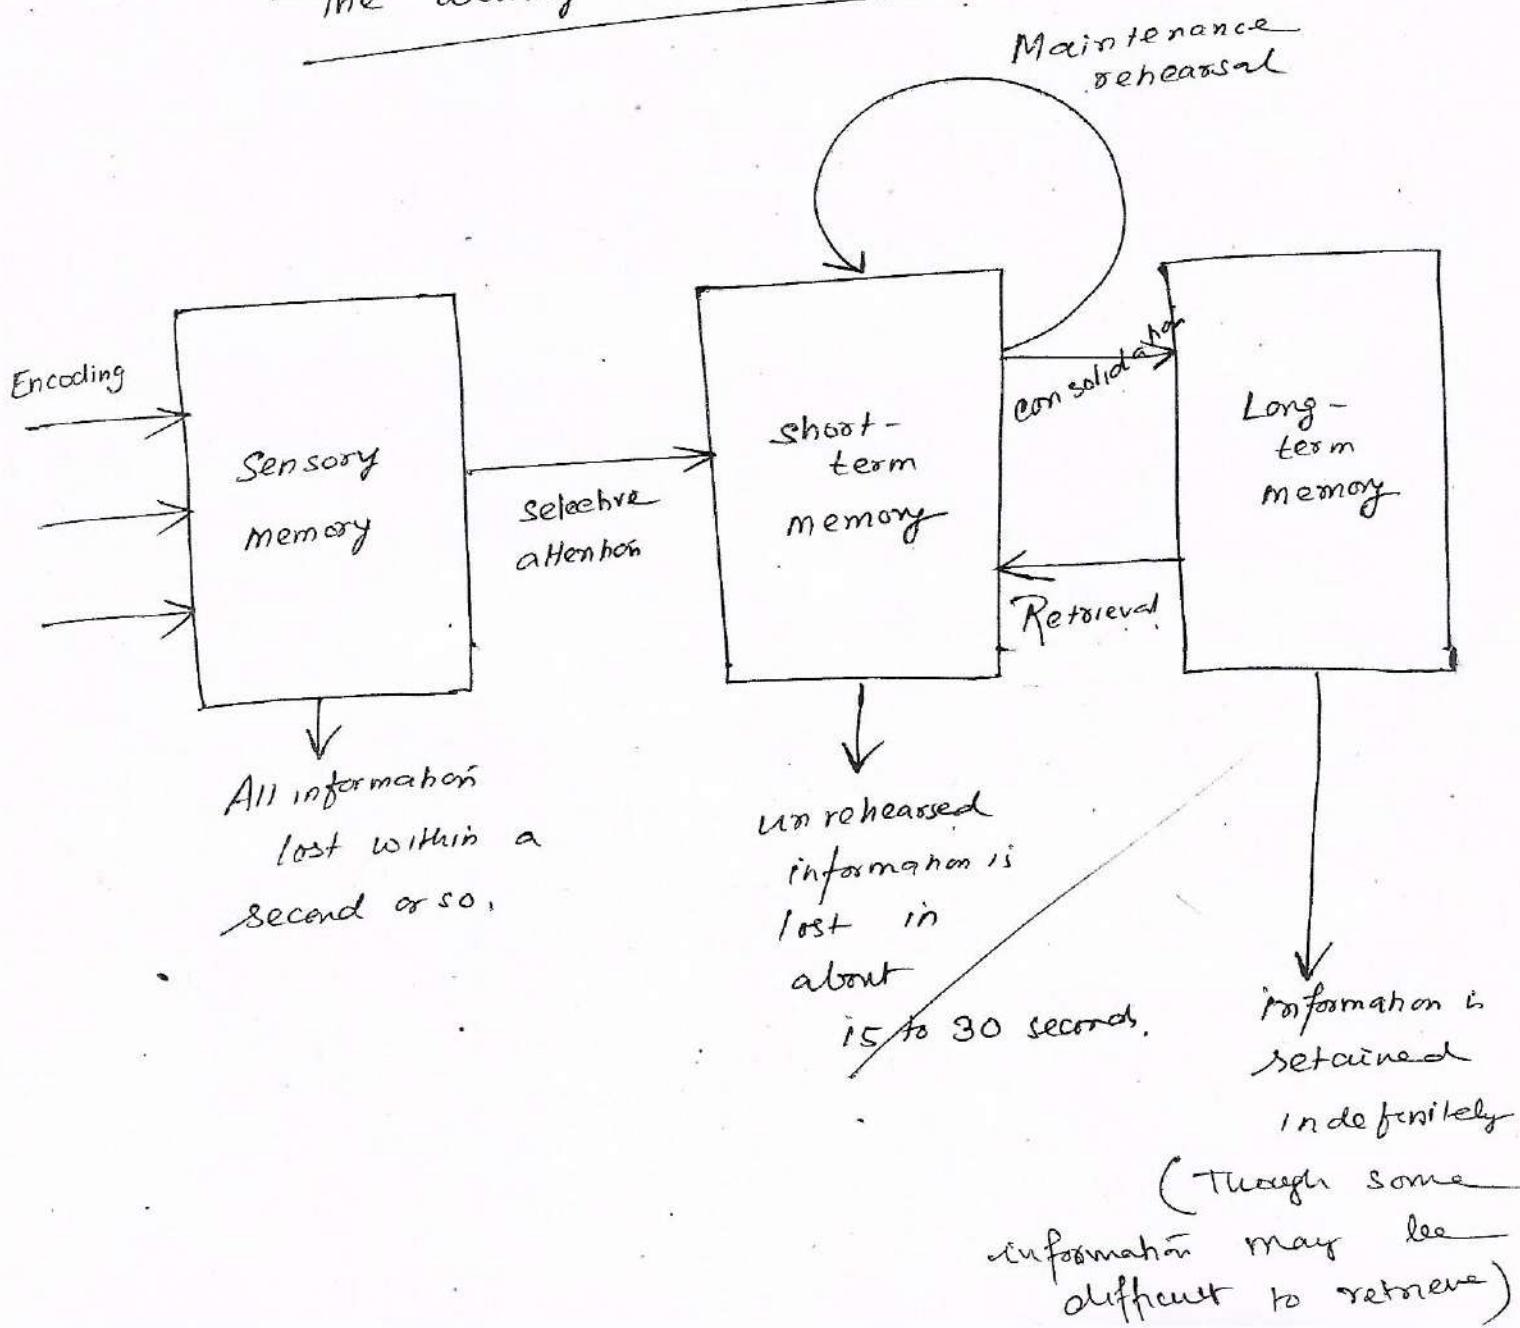 The
Maintenance
rehearsal
Encoding
Sensory
memory
Selective
attention
Short-
term
memory
consolidation
Retrieval
Long-
term
memory
All information
lost within a
second or so.
unrehearsed
information is
lost in
about
15 to 30 seconds.
information is
retained
indefinitely
(Though some
information may be
difficult to retrieve)